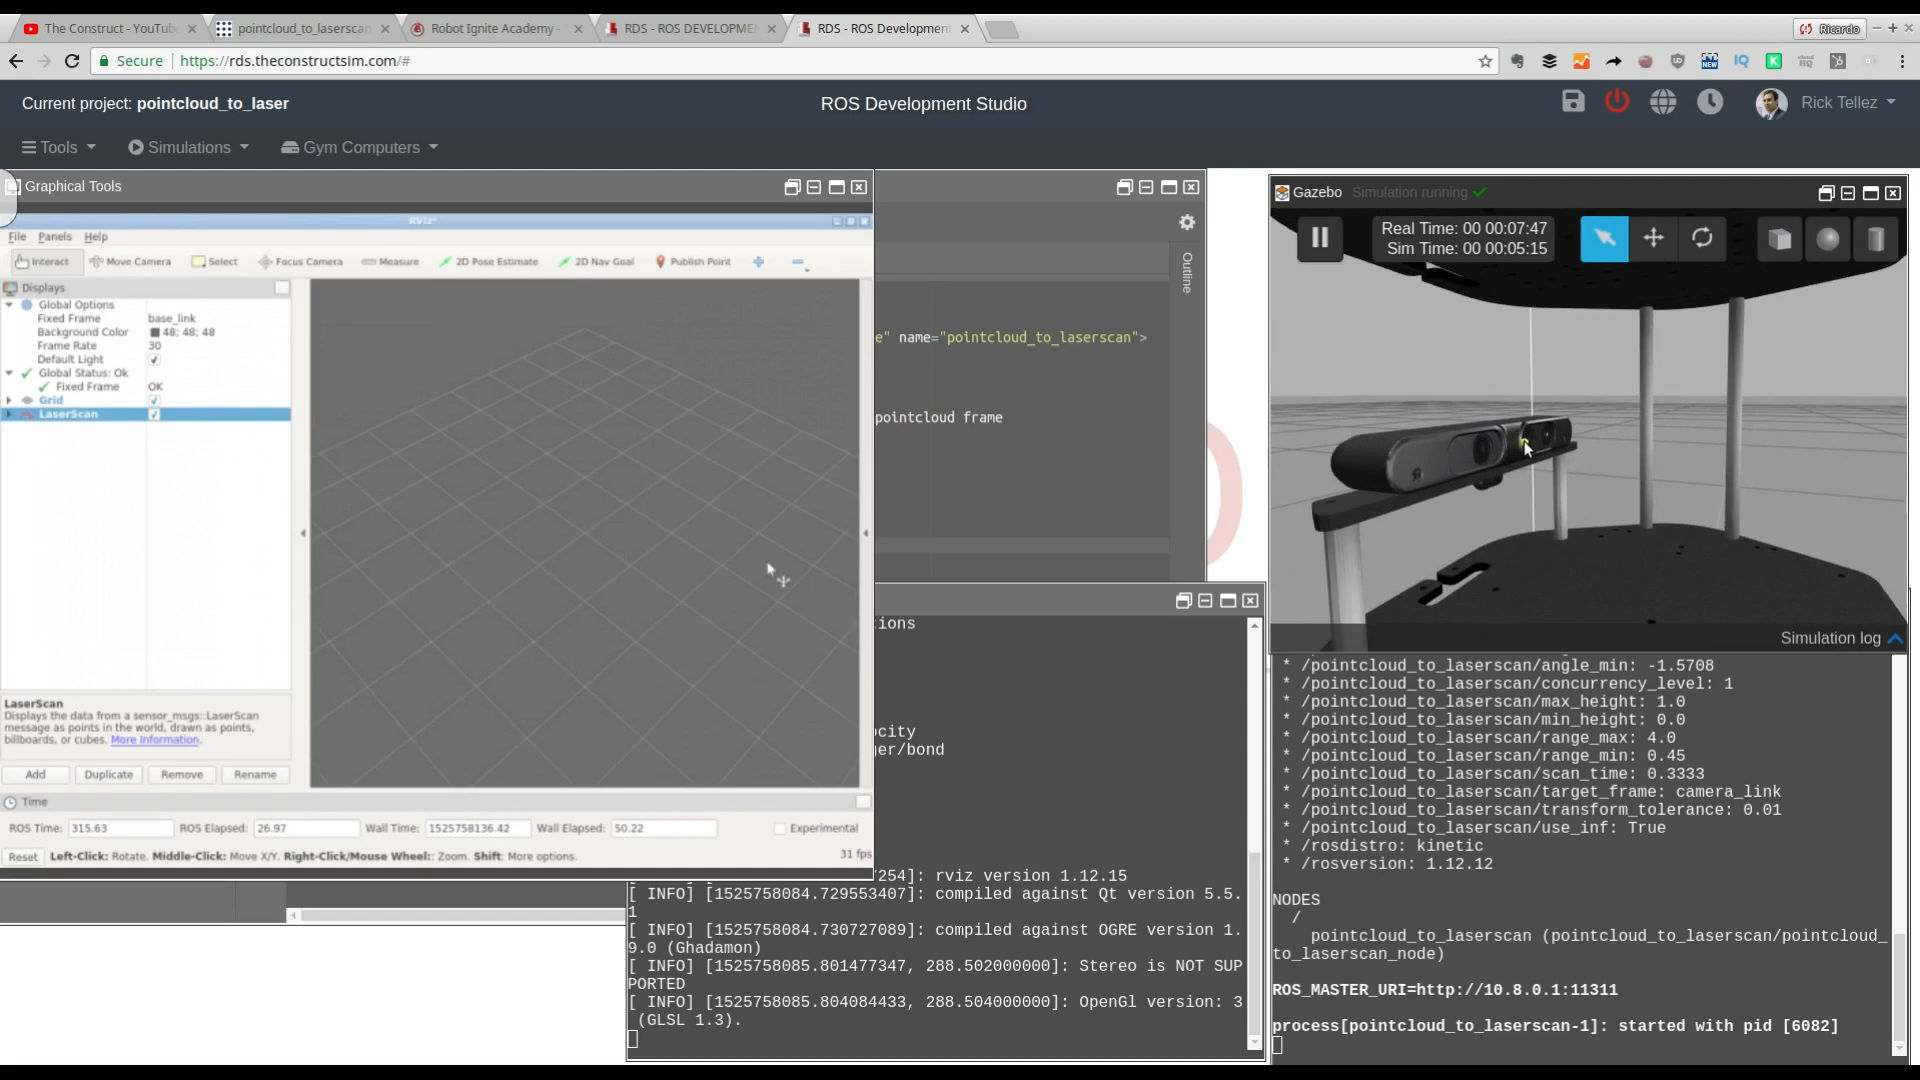 The Construct - YouTub
pointcloud_to_laserscan
Robot Ignite Academy -
RDS - ROS DEVELOPME
RDS - ROS Development
Ricardo
Secure
https://rds.theconstructsim.com/#
Current project: pointcloud_to_laser
ROS Development Studio
Rick Tellez
Tools
Simulations
Gym Computers
Graphical Tools
RViz*
File Panels Help
Interact Move Camera Select Focus Camera Measure 2D Pose Estimate 2D Nav Goal Publish Point
Displays
Global Options
Fixed Frame base_link
Background Color 48; 48; 48
Frame Rate 30
Default Light
Global Status: Ok
Fixed Frame OK
Grid
LaserScan
LaserScan
Displays the data from a sensor_msgs::LaserScan
message as points in the world, drawn as points,
billboards, or cubes. More Information.
Add Duplicate Remove Rename
Time
ROS Time: 315.63 ROS Elapsed: 26.97 Wall Time: 1525758136.42 Wall Elapsed: 50.22 Experimental
Reset Left-Click: Rotate. Middle-Click: Move X/Y. Right-Click/Mouse Wheel:: Zoom. Shift: More options. 31 fps
Outline
e" name="pointcloud_to_laserscan">
pointcloud frame
ions
ocity
ger/bond
7254]: rviz version 1.12.15
[ INFO] [1525758084.729553407]: compiled against Qt version 5.5.
1
[ INFO] [1525758084.730727089]: compiled against OGRE version 1.
9.0 (Ghadamon)
[ INFO] [1525758085.801477347, 288.502000000]: Stereo is NOT SUP
PORTED
[ INFO] [1525758085.804084433, 288.504000000]: OpenGl version: 3
(GLSL 1.3).
Gazebo Simulation running
Real Time: 00 00:07:47
Sim Time: 00 00:05:15
Simulation log
* /pointcloud_to_laserscan/angle_min: -1.5708
* /pointcloud_to_laserscan/concurrency_level: 1
* /pointcloud_to_laserscan/max_height: 1.0
* /pointcloud_to_laserscan/min_height: 0.0
* /pointcloud_to_laserscan/range_max: 4.0
* /pointcloud_to_laserscan/range_min: 0.45
* /pointcloud_to_laserscan/scan_time: 0.3333
* /pointcloud_to_laserscan/target_frame: camera_link
* /pointcloud_to_laserscan/transform_tolerance: 0.01
* /pointcloud_to_laserscan/use_inf: True
* /rosdistro: kinetic
* /rosversion: 1.12.12
NODES
/
pointcloud_to_laserscan (pointcloud_to_laserscan/pointcloud_
to_laserscan_node)
ROS_MASTER_URI=http://10.8.0.1:11311
process[pointcloud_to_laserscan-1]: started with pid [6082]